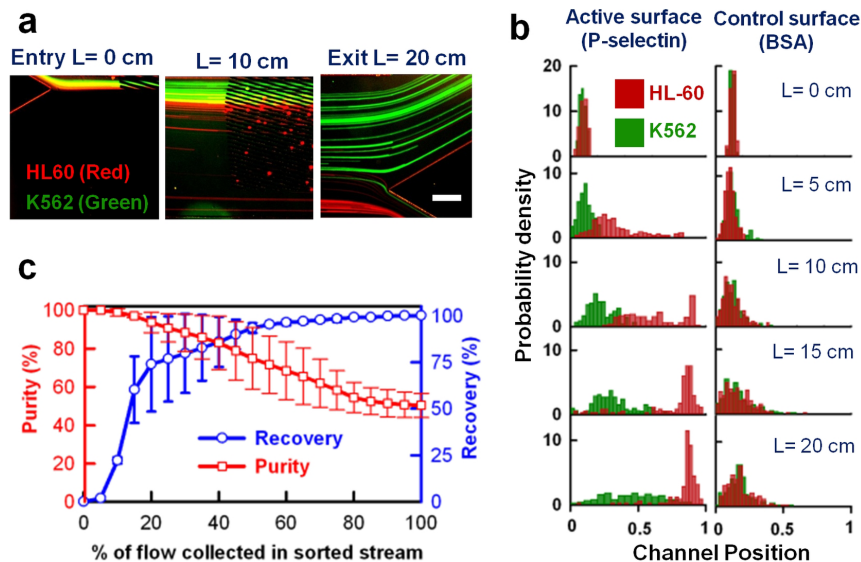 a
Entry L= 0 cm
L= 10 cm
Exit L= 20 cm
HL60 (Red)
K562 (Green)
b
Active surface
(P-selectin)
Control surface
(BSA)
20
10
0
HL-60
K562
L= 0 cm
10
0
L= 5 cm
10
0
L= 10 cm
10
0
L= 15 cm
10
0
L= 20 cm
Probability density
0
0.5
1
0
0.5
1
Channel Position
c
100
80
60
40
20
0
Purity (%)
100
75
50
25
0
Recovery (%)
Recovery
Purity
0
20
40
60
80
100
% of flow collected in sorted stream